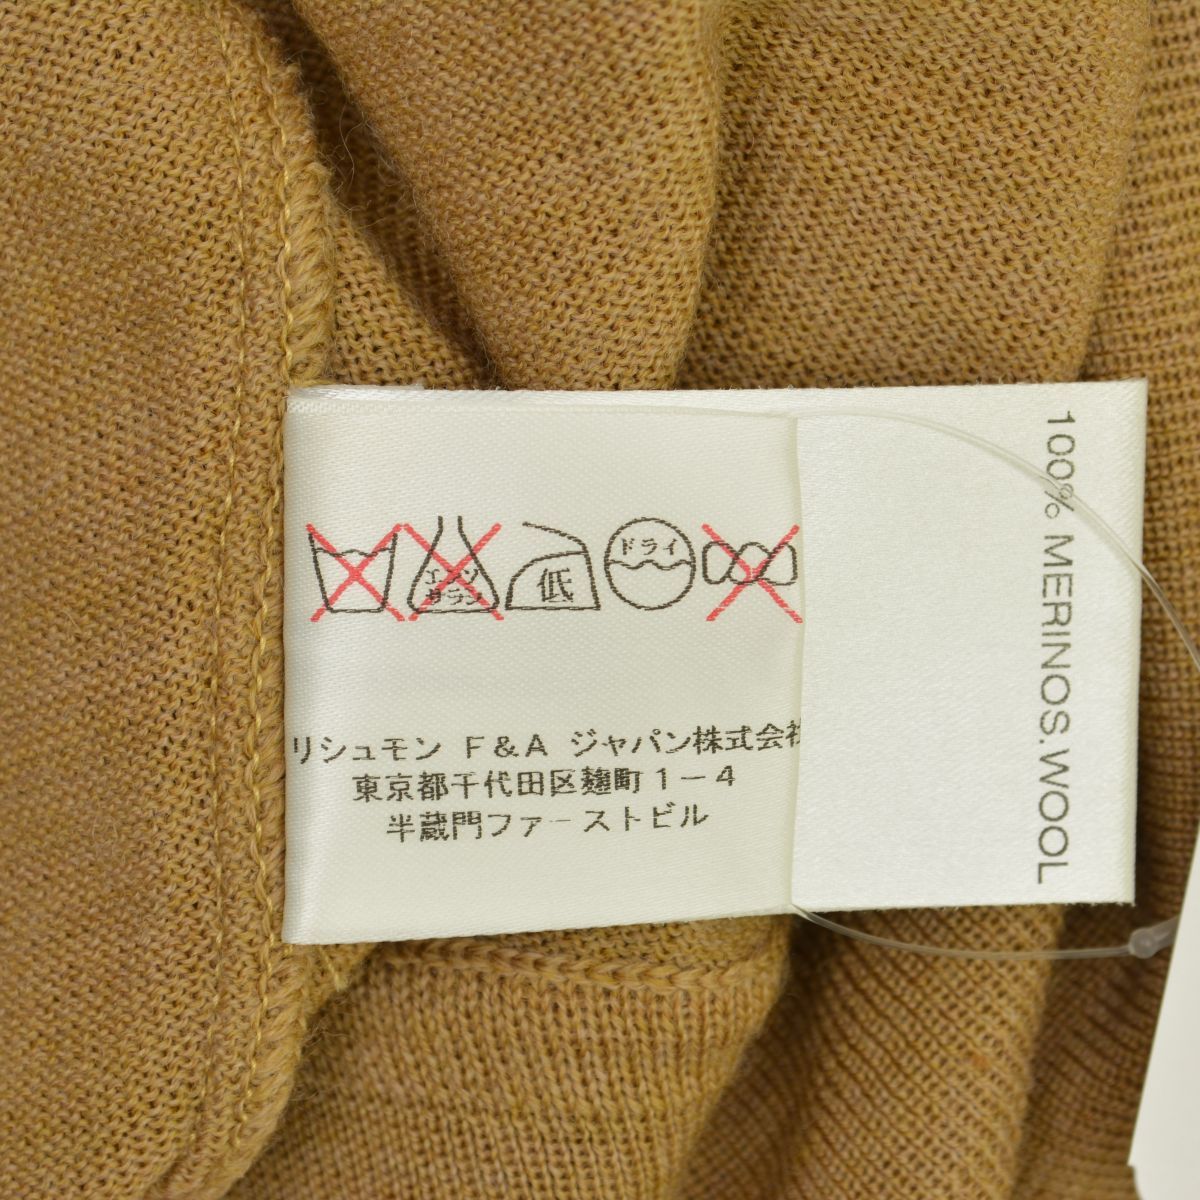 エンソ
サラシ
低
ドライ
リシュモン F&A ジャパン株式会社
東京都千代田区麹町1-4
半蔵門ファーストビル
100% MERINOS.WOOL